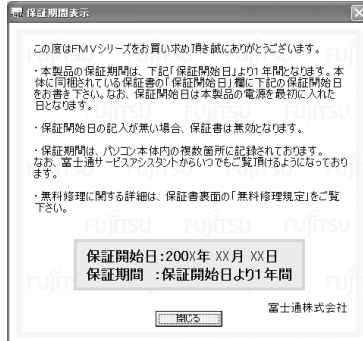 保証期間表示
この度はFMVシリーズをお買い求め頂き誠にありがとうございます。
・本製品の保証期間は、下記「保証開始日」より1年間となります。本
体に同梱されている保証書の「保証開始日」欄に下記の保証開始日
をお書き下さい。なお、保証開始日は本製品の電源を最初に入れた
日となります。
・保証開始日の記入が無い場合、保証書は無効となります。
・保証期間は、パソコン本体内の複数箇所に記録されております。
なお、富士通サービスアシスタントからいつでもご覧頂けるようになっており
ます。
・無料修理に関する詳細は、保証書裏面の「無料修理規定」をご覧
下さい。
保証開始日:200X年 XX月 XX日
保証期間 :保証開始日より1年間
富士通株式会社
閉じる
FUJITSU FUJITSU FUJITSU